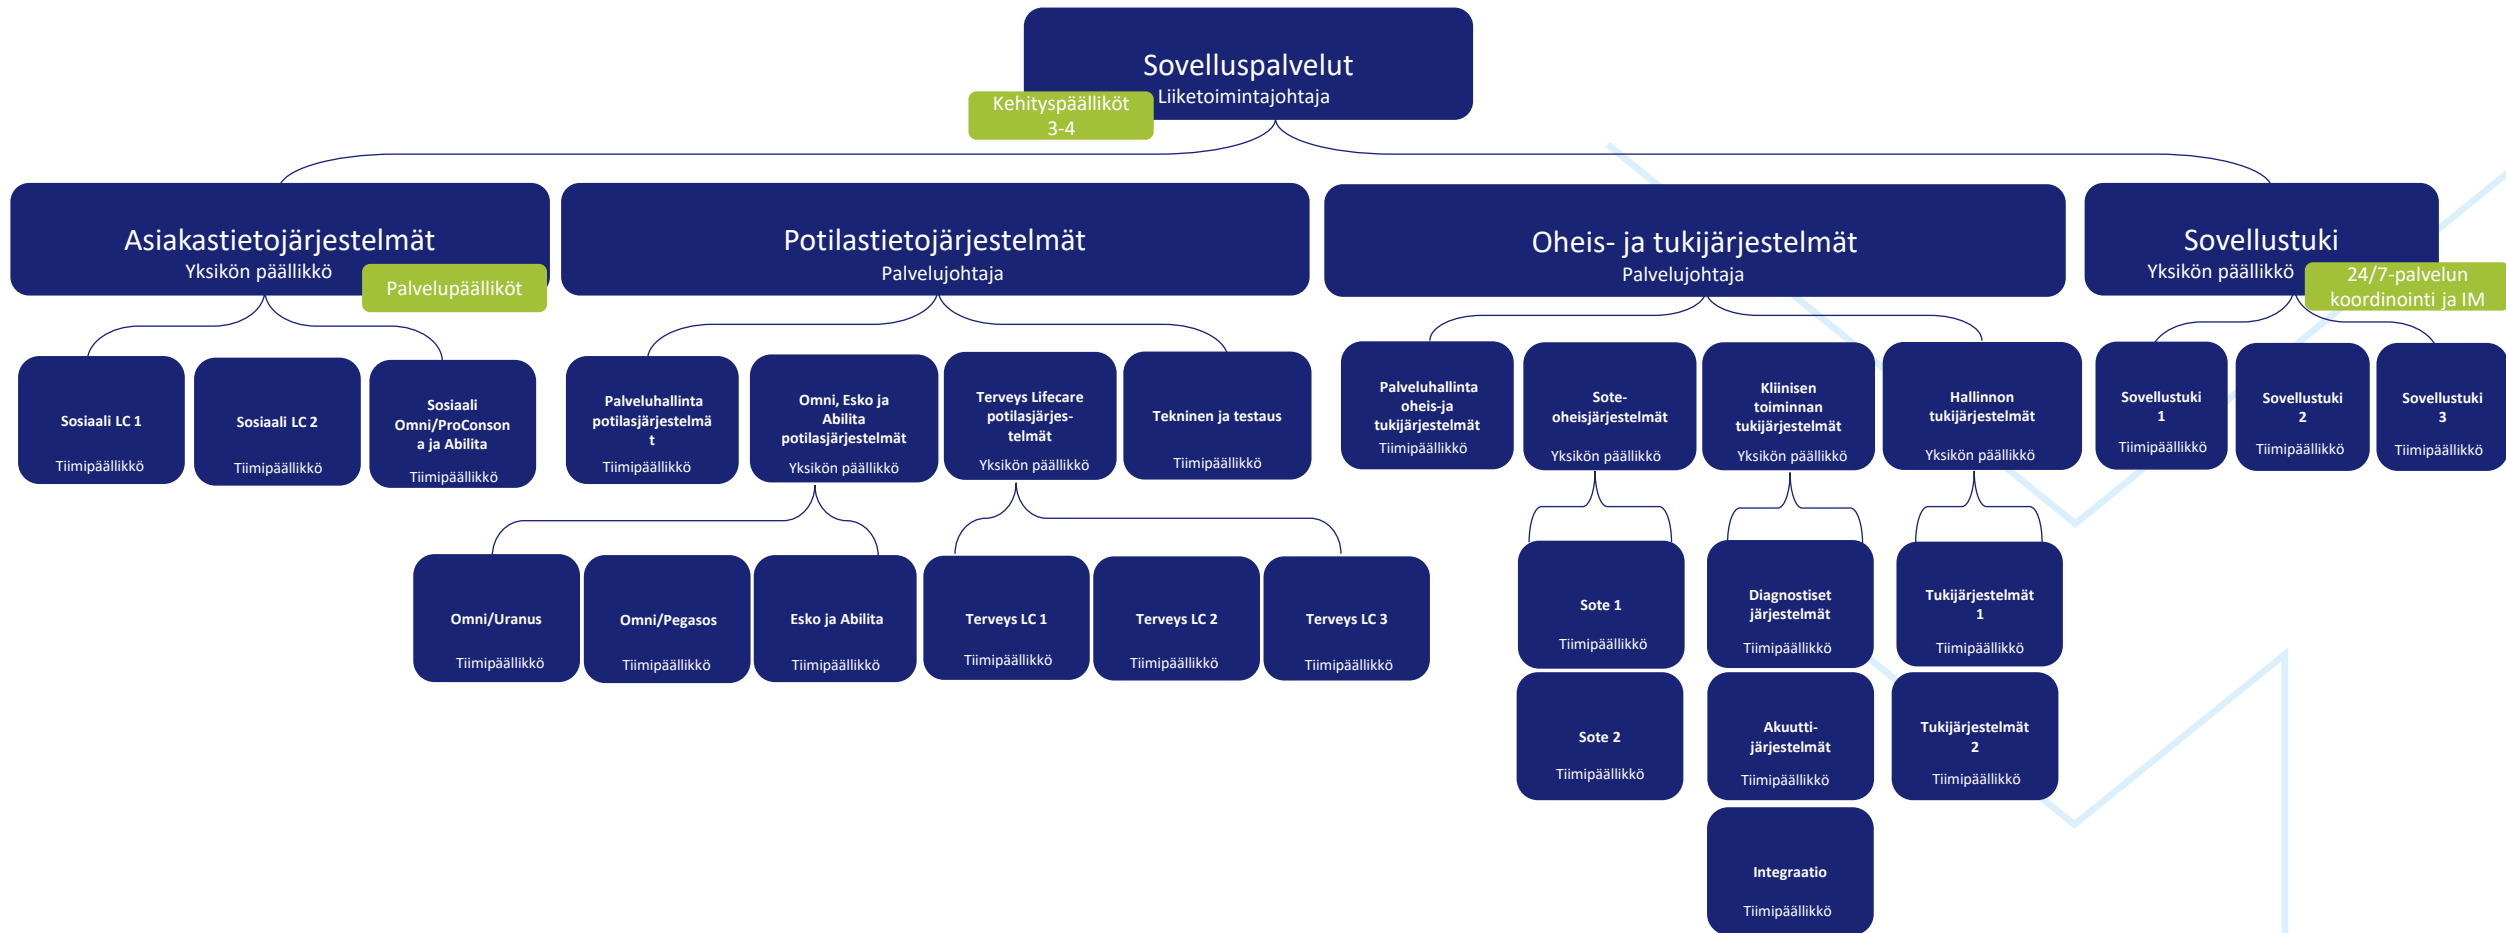 Sovelluspalvelut
Liiketoimintajohtaja
Kehityspäälliköt
3-4
Asiakastietojärjestelmät
Yksikön päällikkö
Palvelupäälliköt
Potilastietojärjestelmät
Palvelujohtaja
Oheis- ja tukijärjestelmät
Palvelujohtaja
Sovellustuki
Yksikön päällikkö
24/7-palvelun
koordinointi ja IM
Sosiaali LC 1
Tiimipäällikkö
Sosiaali LC 2
Tiimipäällikkö
Sosiaali
Omni/ProConson
a ja Abilita
Tiimipäällikkö
Palveluhallinta
potilasjärjestelmä
t
Tiimipäällikkö
Omni, Esko ja
Abilita
potilasjärjestelmät
Yksikön päällikkö
Terveys Lifecare
potilasjärjes-
telmät
Yksikön päällikkö
Tekninen ja testaus
Tiimipäällikkö
Palveluhallinta
oheis-ja
tukijärjestelmät
Tiimipäällikkö
Sote-
oheisjärjestelmät
Yksikön päällikkö
Kliinisen
toiminnan
tukijärjestelmät
Yksikön päällikkö
Hallinnon
tukijärjestelmät
Yksikön päällikkö
Sovellustuki
1
Tiimipäällikkö
Sovellustuki
2
Tiimipäällikkö
Sovellustuki
3
Tiimipäällikkö
Omni/Uranus
Tiimipäällikkö
Omni/Pegasos
Tiimipäällikkö
Esko ja Abilita
Tiimipäällikkö
Terveys LC 1
Tiimipäällikkö
Terveys LC 2
Tiimipäällikkö
Terveys LC 3
Tiimipäällikkö
Sote 1
Tiimipäällikkö
Diagnostiset
järjestelmät
Tiimipäällikkö
Tukijärjestelmät
1
Tiimipäällikkö
Sote 2
Tiimipäällikkö
Akuutti-
järjestelmät
Tiimipäällikkö
Tukijärjestelmät
2
Tiimipäällikkö
Integraatio
Tiimipäällikkö